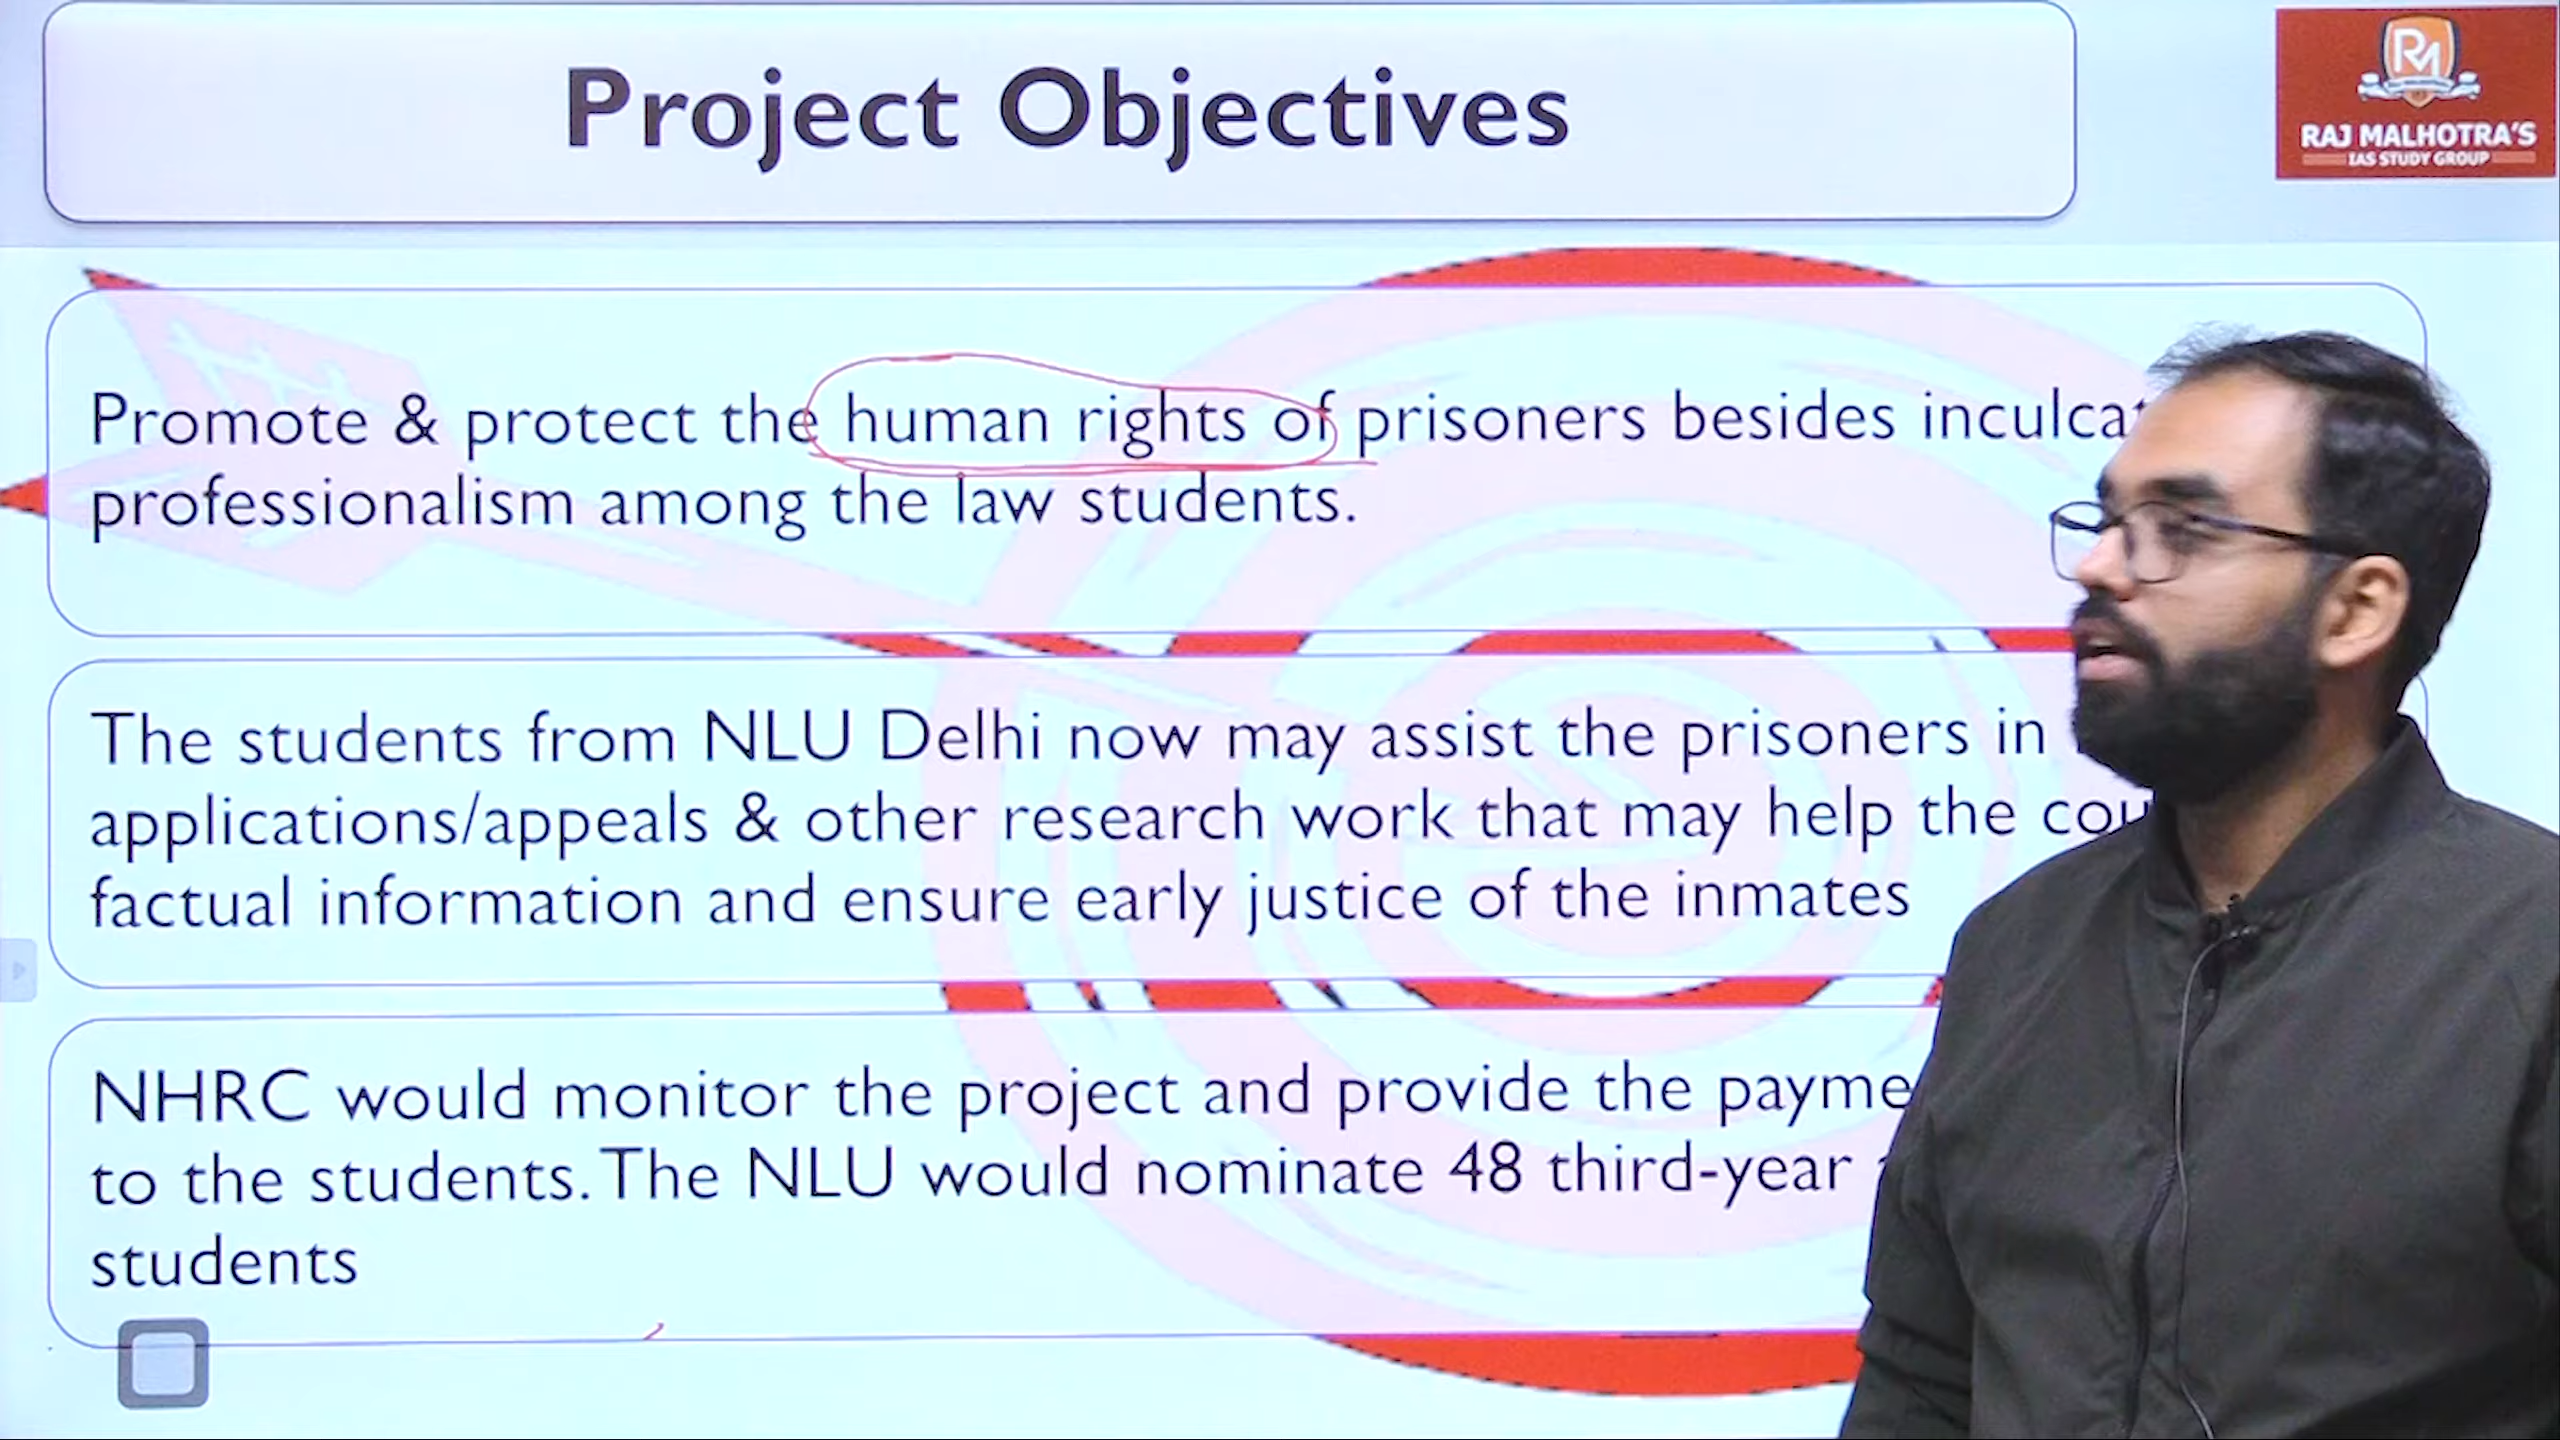 Project Objectives
RM
RAJ MALHOTRA'S
IAS STUDY GROUP
Promote & protect the human rights of prisoners besides
professionalism among the law students.
The students from NLU Delhi now may assist the prisoners in
applications/appeals & other research work that may help the
factual information and ensure early justice of the inmates
NHRC would monitor the project and provide the
to the students. The NLU would nominate 48 third-year
students